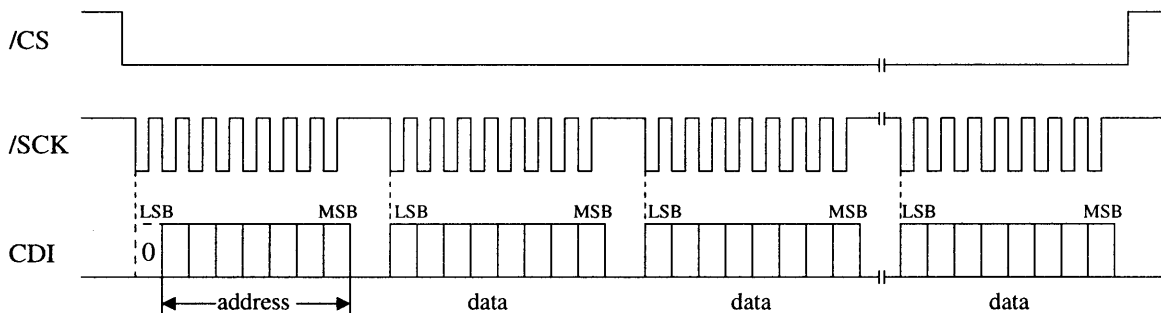 /CS
/SCK
LSB MSB LSB MSB LSB MSB LSB MSB
CDI 0
address data data data